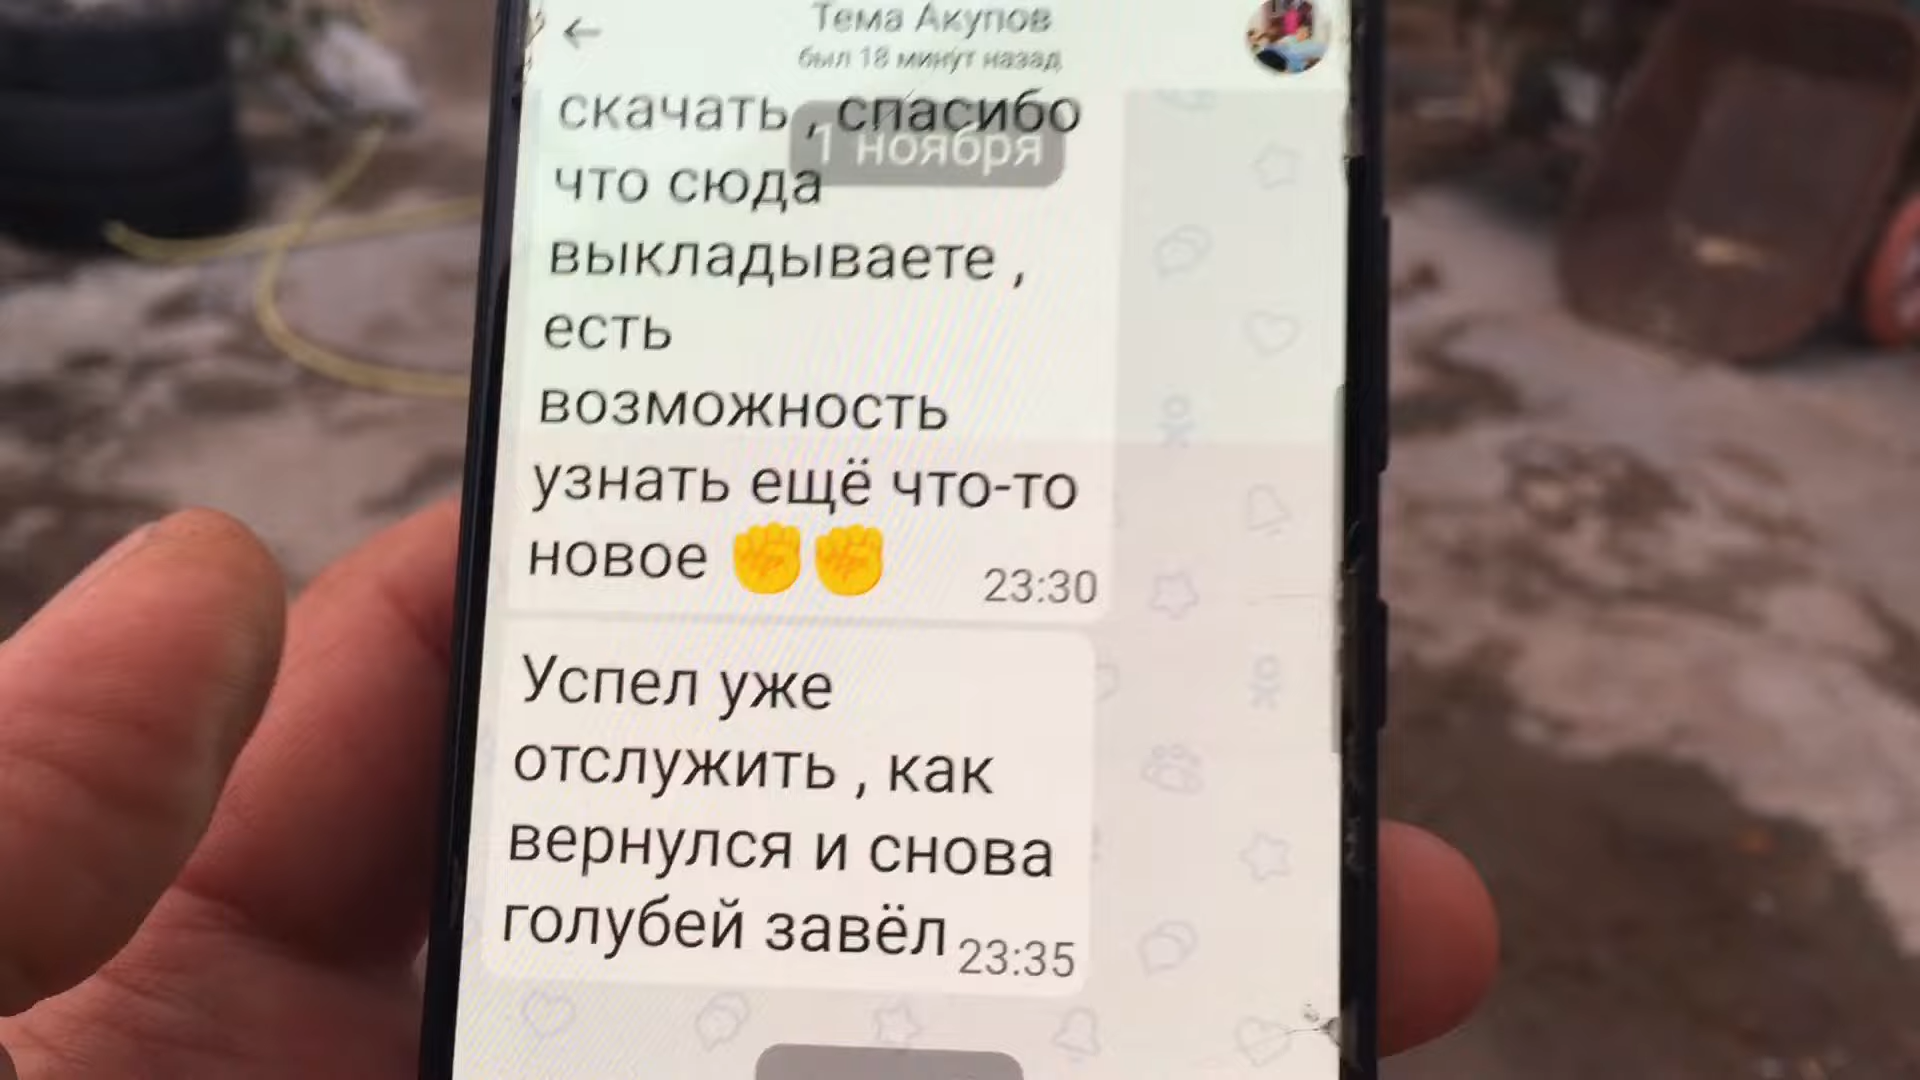 Тема Акупов
был 18 минут назад
скачать , спасибо
1 ноября
что сюда
выкладываете ,
есть
возможность
узнать ещё что-то
новое ✊✊
23:30
Успел уже
отслужить , как
вернулся и снова
голубей завёл
23:35